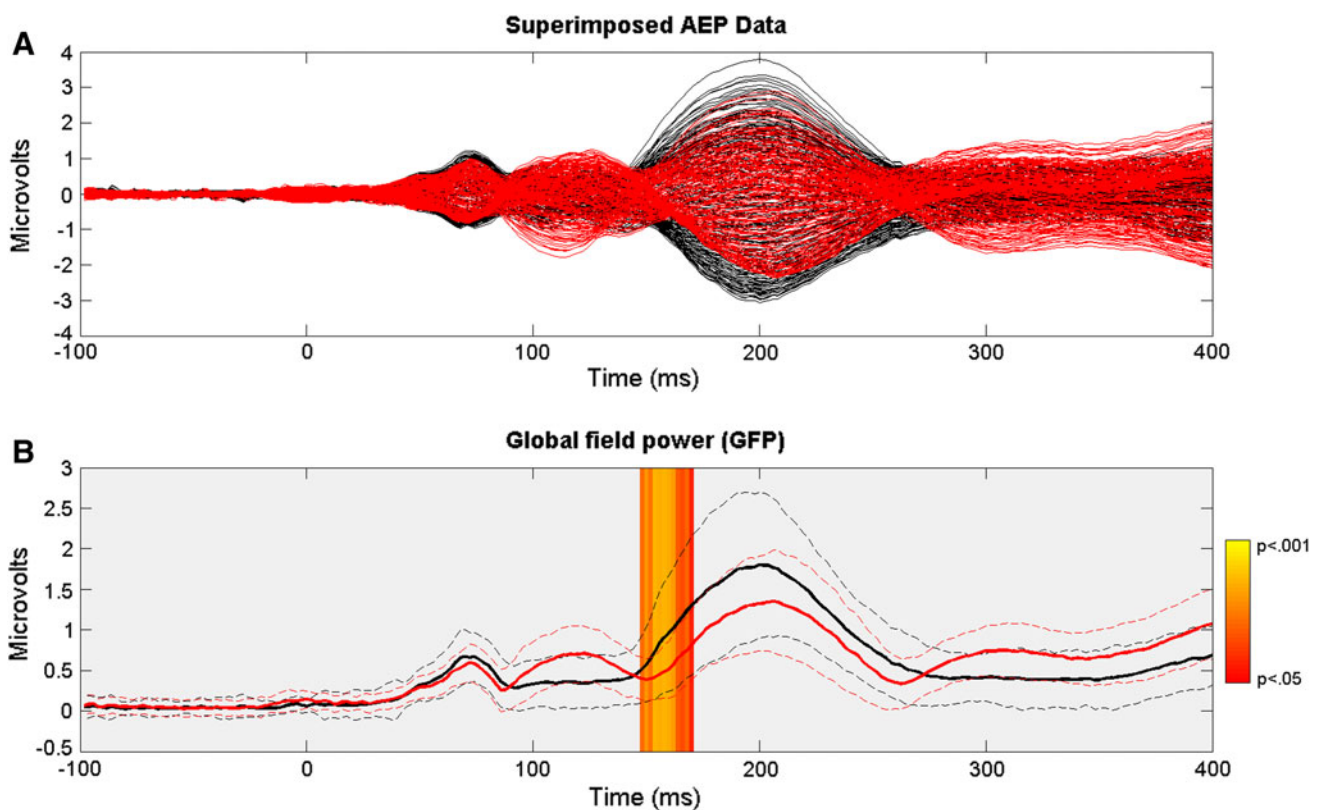 A
Superimposed AEP Data
Microvolts
4
3
2
1
0
-1
-2
-3
-4
-100 0 100 200 300 400
Time (ms)
B
Global field power (GFP)
Microvolts
3
2.5
2
1.5
1
0.5
0
-0.5
-100 0 100 200 300 400
Time (ms)
p<.001
p<.05